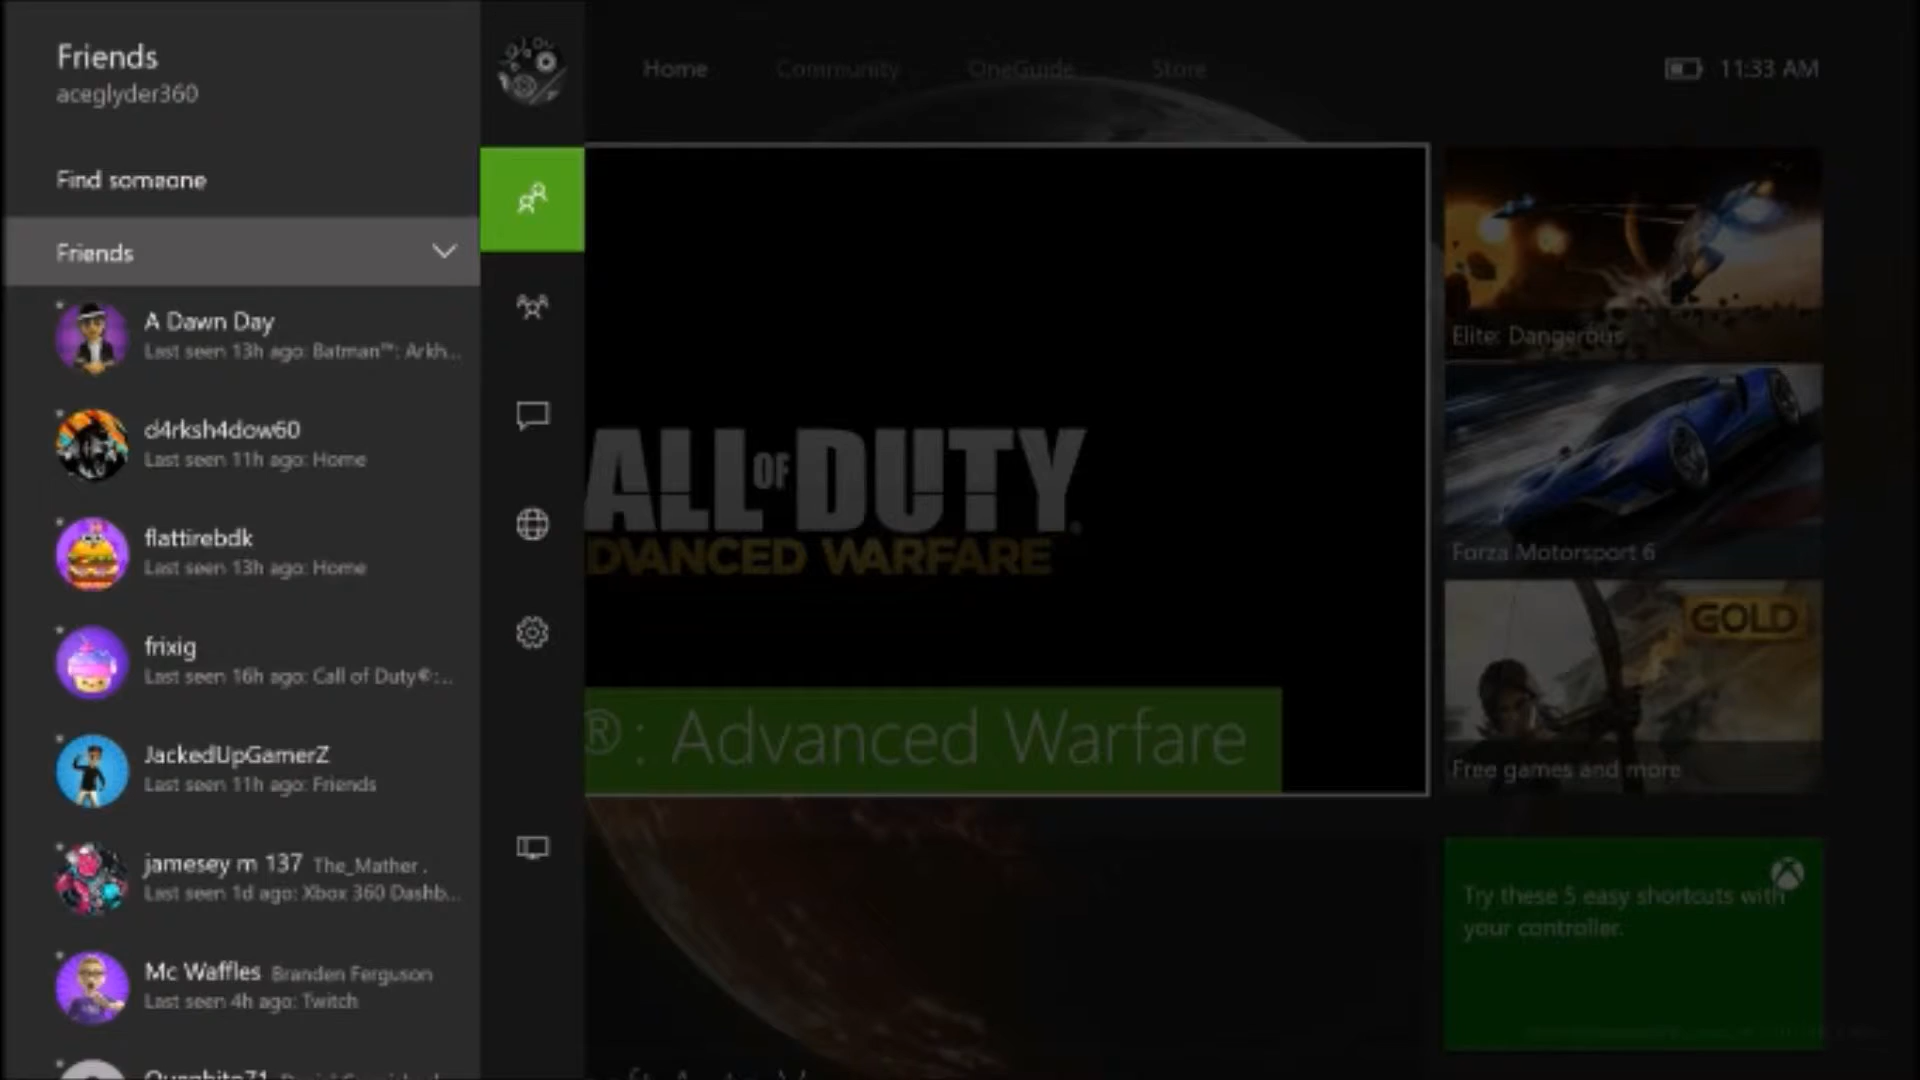 Friends
aceglyder360
Find someone
Friends
A Dawn Day
Last seen 13h ago: Batman™: Arkh...
d4rksh4dow60
Last seen 11h ago: Home
flattirebdk
Last seen 13h ago: Home
frixig
Last seen 16h ago: Call of Duty®:...
JackedUpGamerZ
Last seen 11h ago: Friends
jamesey m 137 The_Mather .
Last seen 1d ago: Xbox 360 Dashb...
Mc Waffles Branden Ferguson
Last seen 4h ago: Twitch
Home Community OneGuide Store
11:33 AM
ALL OF DUTY®
DVANCED WARFARE
®: Advanced Warfare
Elite: Dangerous
Forza Motorsport 6
GOLD
Free games and more
Try these 5 easy shortcuts with
your controller.